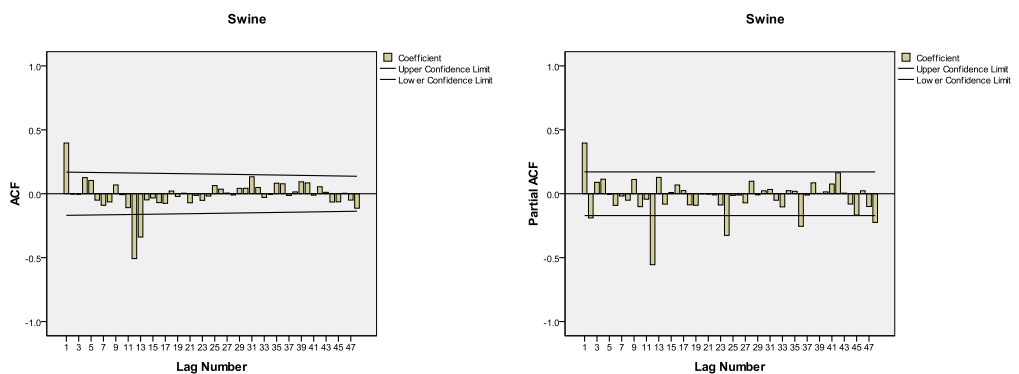 Swine
1.0
0.5
0.0
-0.5
-1.0
ACF
1 3 5 7 9 11 13 15 17 19 21 23 25 27 29 31 33 35 37 39 41 43 45 47
Lag Number
Coefficient
Upper Confidence Limit
Lower Confidence Limit
Swine
1.0
0.5
0.0
-0.5
-1.0
Partial ACF
1 3 5 7 9 11 13 15 17 19 21 23 25 27 29 31 33 35 37 39 41 43 45 47
Lag Number
Coefficient
Upper Confidence Limit
Lower Confidence Limit